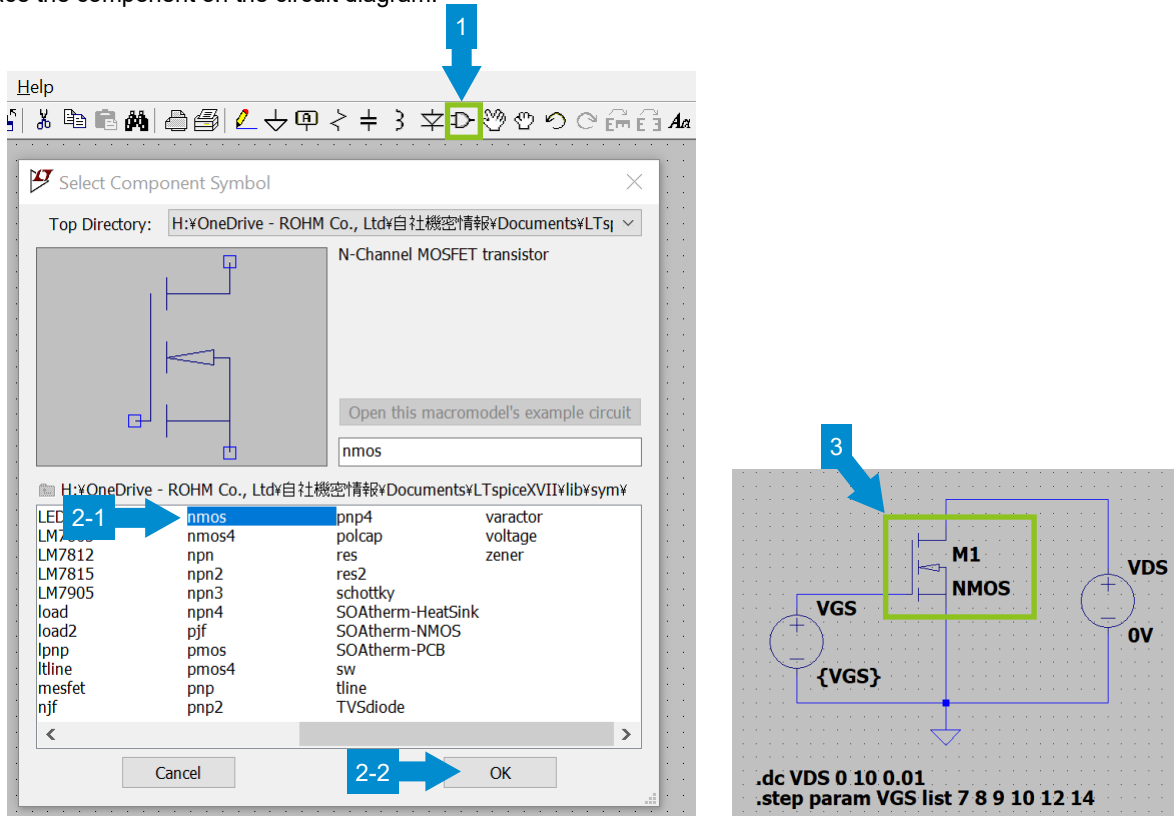 the component on the circuit diagram.
1
Help
Aa
Select Component Symbol
Top Directory: H:¥OneDrive - ROHM Co., Ltd¥自社機密情報¥Documents¥LTsp
N-Channel MOSFET transistor
Open this macromodel's example circuit
nmos
H:¥OneDrive - ROHM Co., Ltd¥自社機密情報¥Documents¥LTspiceXVII¥lib¥sym¥
2-1
LED nmos pnp4 varactor
nmos4 polcap voltage
LM7812 npn res zener
LM7815 npn2 res2
LM7905 npn3 schottky
load npn4 SOAtherm-HeatSink
load2 pjf SOAtherm-NMOS
lpnp pmos SOAtherm-PCB
ltline pmos4 sw
mesfet pnp tline
njf pnp2 TVSdiode
Cancel 2-2 OK
3
M1
NMOS
VDS
0V
VGS
{VGS}
.dc VDS 0 10 0.01
.step param VGS list 7 8 9 10 12 14